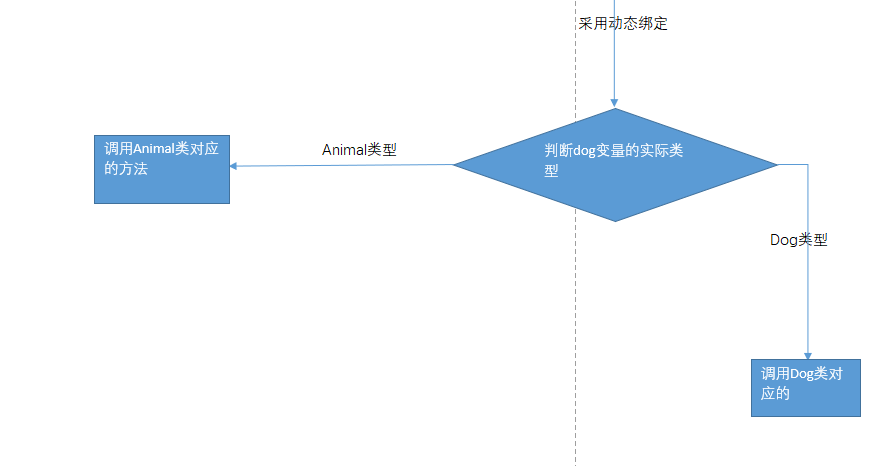 采用动态绑定
调用Animal类对应
的方法
Animal类型
判断dog变量的实际类
型
Dog类型
调用Dog类对
应的